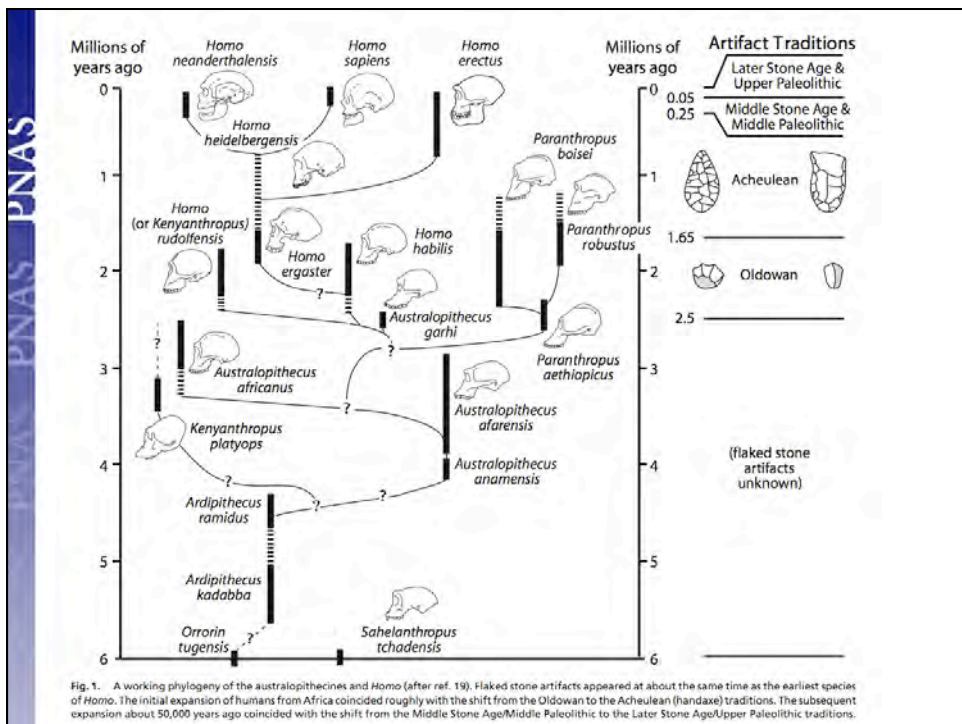 PNAS
PNAS
PNAS
Millions of
years ago
Homo
neanderthalensis
Homo
sapiens
Homo
erectus
Millions of
years ago
Artifact Traditions
0
0
Later Stone Age &
Upper Paleolithic
0.05
0.25
Middle Stone Age &
Middle Paleolithic
Homo
heidelbergensis
Paranthropus
boisei
1
1
Acheulean
Homo
(or Kenyanthropus)
rudolfensis
Homo
ergaster
Homo
habilis
Paranthropus
robustus
1.65
2
2
Oldowan
?
Australopithecus
garhi
2.5
?
?
Paranthropus
aethiopicus
3
3
Australopithecus
africanus
?
Australopithecus
afarensis
Kenyanthropus
platyops
4
4
(flaked stone
artifacts
unknown)
Australopithecus
anamensis
?
?
Ardipithecus
ramidus
5
5
Ardipithecus
kadabba
?
Orrorin
tugensis
Sahelanthropus
tchadensis
6
6
Fig. 1. A working phylogeny of the australopithecines and Homo (after ref. 19). Flaked stone artifacts appeared at about the same time as the earliest species
of Homo. The initial expansion of humans from Africa coincided roughly with the shift from the Oldowan to the Acheulean (handaxe) traditions. The subsequent
expansion about 50,000 years ago coincided with the shift from the Middle Stone Age/Middle Paleolithic to the Later Stone Age/Upper Paleolithic traditions.